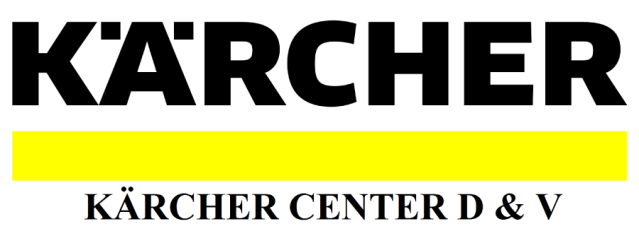 KÄRCHER
KÄRCHER CENTER D & V